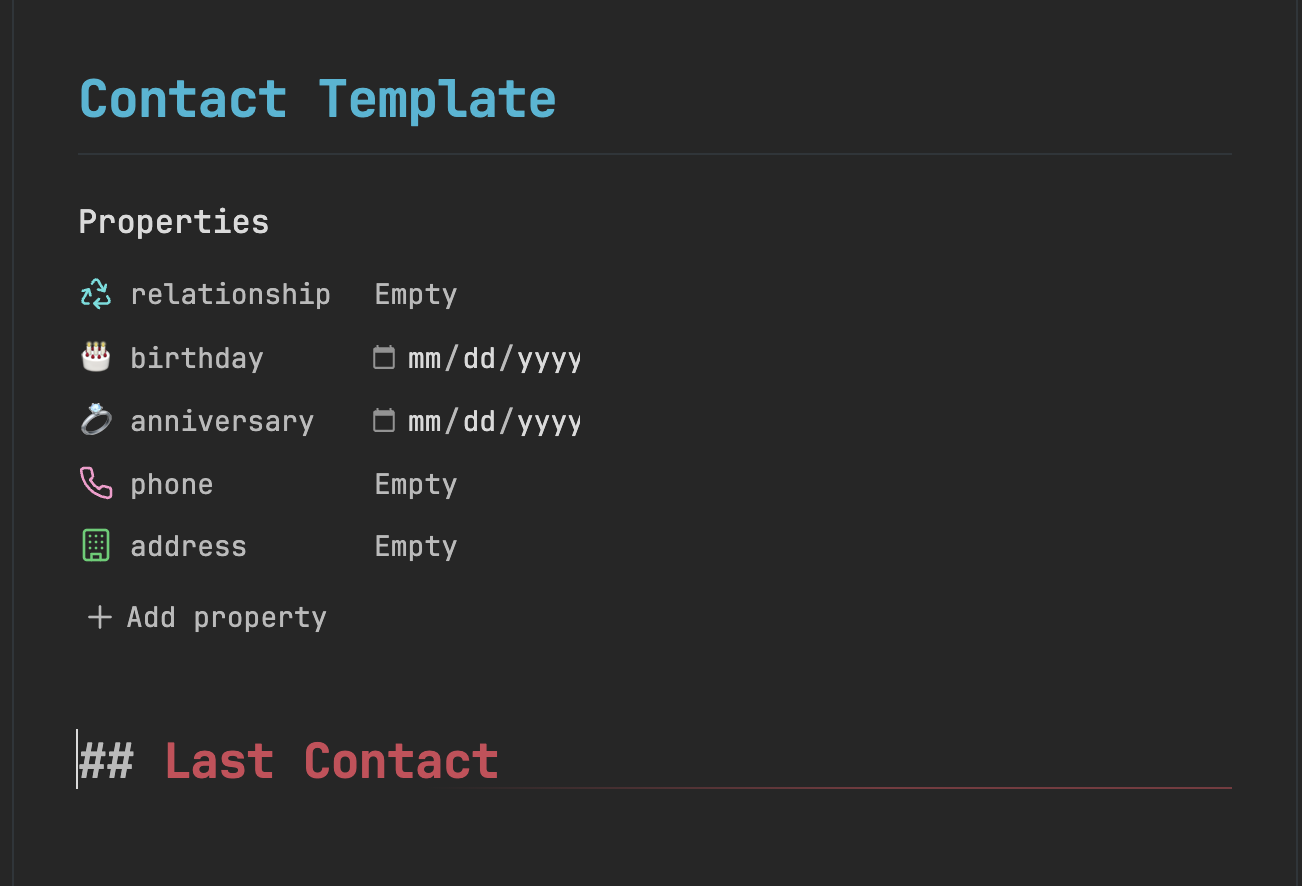 Contact Template
Properties
relationship Empty
birthday mm/dd/yyyy
anniversary mm/dd/yyyy
phone Empty
address Empty
+ Add property
## Last Contact